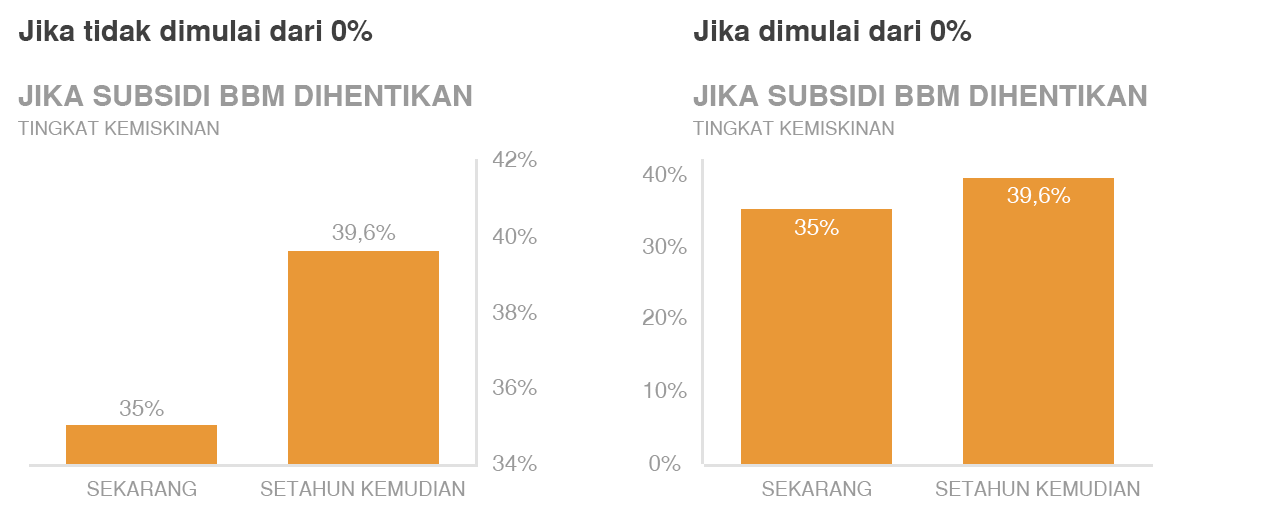 Jika tidak dimulai dari 0%
JIKA SUBSIDI BBM DIHENTIKAN
TINGKAT KEMISKINAN
42%
40%
38%
36%
34%
35%
39,6%
SEKARANG
SETAHUN KEMUDIAN
Jika dimulai dari 0%
JIKA SUBSIDI BBM DIHENTIKAN
TINGKAT KEMISKINAN
40%
30%
20%
10%
0%
35%
39,6%
SEKARANG
SETAHUN KEMUDIAN